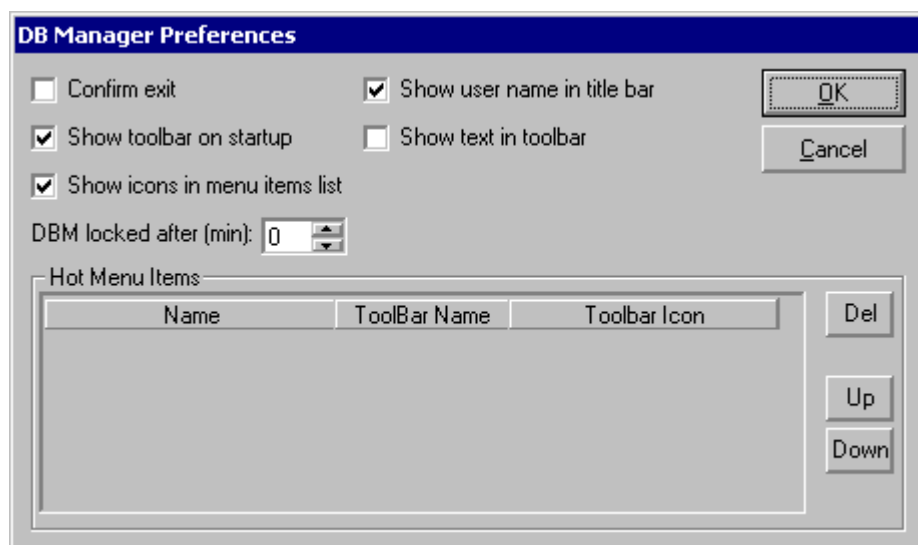 DB Manager Preferences
Confirm exit
Show user name in title bar
OK
Show toolbar on startup
Show text in toolbar
Cancel
Show icons in menu items list
DBM locked after (min): 0
Hot Menu Items
Name ToolBar Name Toolbar Icon
Del
Up
Down